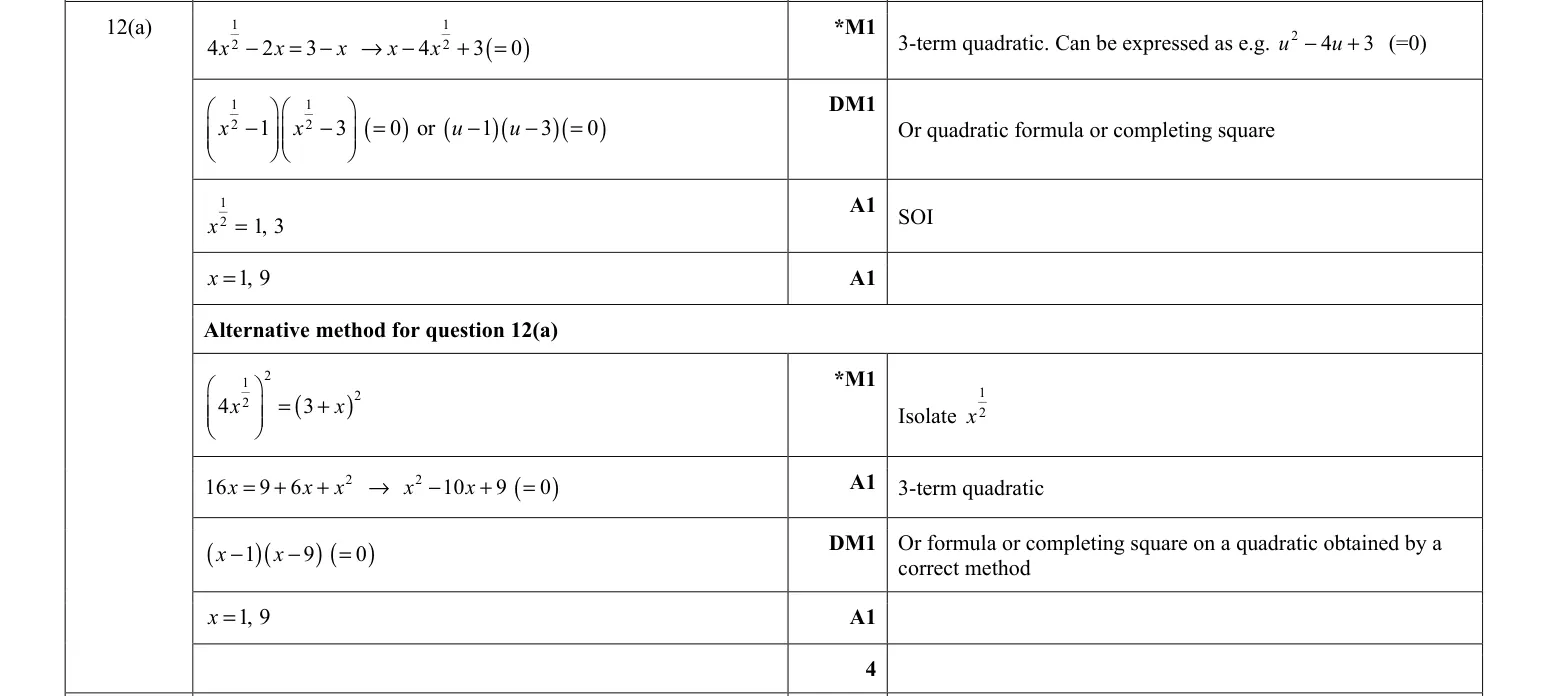 12(a)
4x^{1/2} − 2x = 3 − x → x − 4x^{1/2} + 3(= 0)
*M1
3-term quadratic. Can be expressed as e.g. u² − 4u + 3 (=0)
(x^{1/2} − 1)(x^{1/2} − 3)(= 0) or (u − 1)(u − 3)(= 0)
DM1
Or quadratic formula or completing square
x^{1/2} = 1, 3
A1
SOI
x = 1, 9
A1
Alternative method for question 12(a)
(4x^{1/2})² = (3 + x)²
*M1
Isolate x^{1/2}
16x = 9 + 6x + x² → x² − 10x + 9 (= 0)
A1
3-term quadratic
(x − 1)(x − 9) (= 0)
DM1
Or formula or completing square on a quadratic obtained by a
correct method
x = 1, 9
A1
4